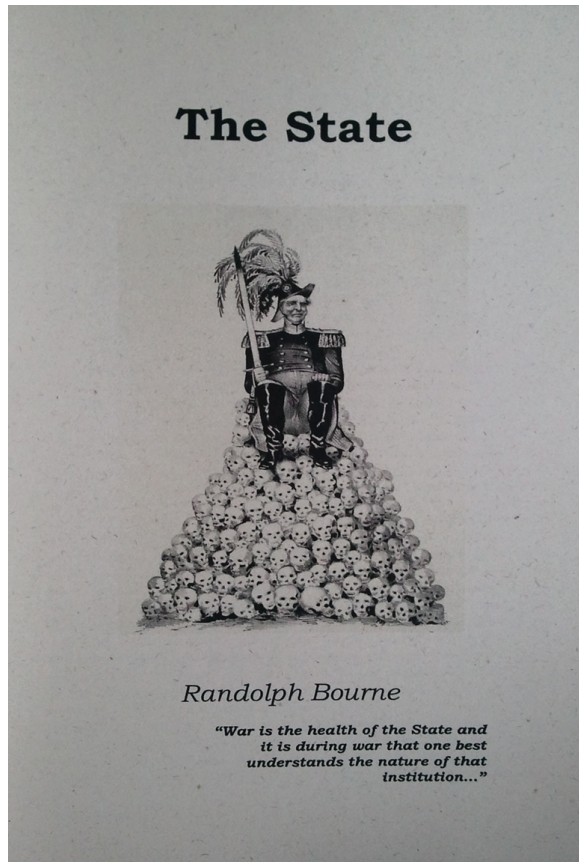 The State
Randolph Bourne
“War is the health of the State and
it is during war that one best
understands the nature of that
institution...”